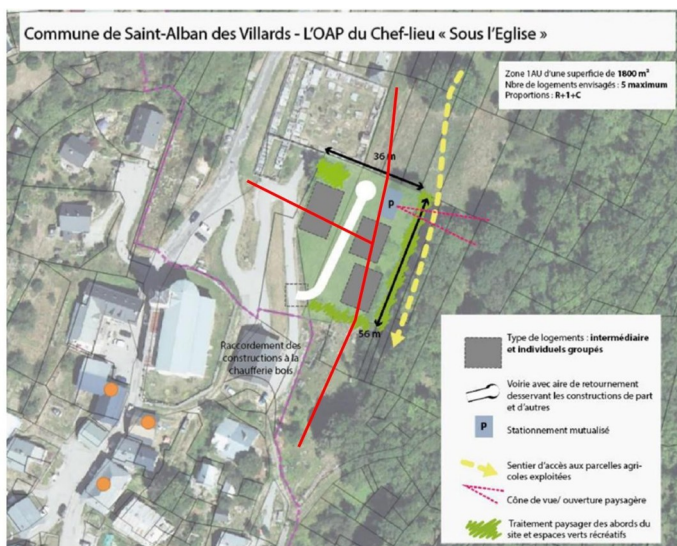 Commune de Saint-Alban des Villards - L'OAP du Chef-lieu « Sous l'Eglise »
Zone 1AU d'une superficie de 1800 m²
Nbre de logements envisagés : 5 maximum
Proportions : R+1+C
36 m
P
56 m
Raccordement des
constructions à la
chaufferie bois.
Type de logements : intermédiaire
et individuels groupés
Voirie avec aire de retournement
desservant les constructions de part
et d'autres
P
Stationnement mutualisé
Sentier d'accès aux parcelles agri-
coles exploitées
Cône de vue/ ouverture paysagère
Traitement paysager des abords du
site et espaces verts récréatifs